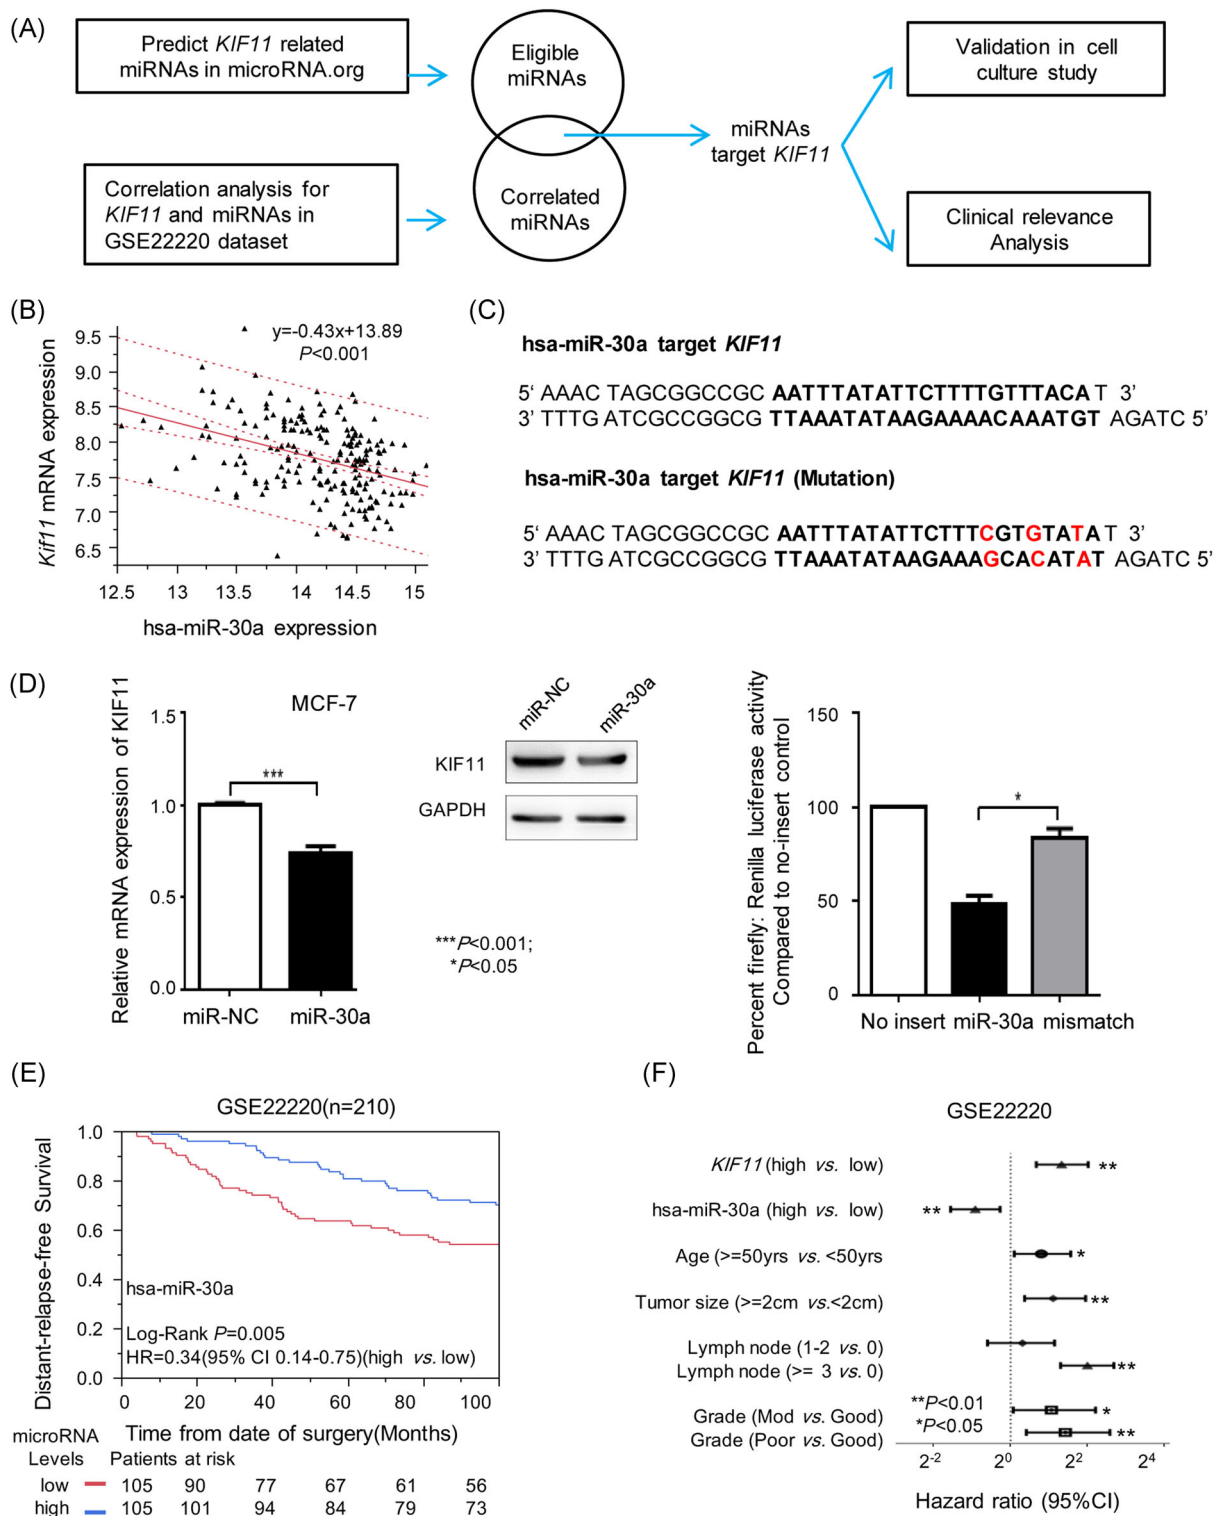 (A)
Predict KIF11 related
miRNAs in microRNA.org
Eligible
miRNAs
Validation in cell
culture study
miRNAs
target KIF11
Correlation analysis for
KIF11 and miRNAs in
GSE22220 dataset
Correlated
miRNAs
Clinical relevance
Analysis
(B)
y=-0.43x+13.89
P<0.001
Kif11 mRNA expression
9.5
9.0
8.5
8.0
7.5
7.0
6.5
12.5 13 13.5 14 14.5 15
hsa-miR-30a expression
(C)
hsa-miR-30a target KIF11
5‘ AAAC TAGCGGCCGC AATTTATATTCTTTTGTTTACAT 3’
3’ TTTG ATCGCCGGCG TTAAATATAAGAAAACAAATGT AGATC 5’
hsa-miR-30a target KIF11 (Mutation)
5‘ AAAC TAGCGGCCGC AATTTATATTCTTTCGTGTATAT 3’
3’ TTTG ATCGCCGGCG TTAAATATAAGAAAGCACATAT AGATC 5’
(D)
Relative mRNA expression of KIF11
MCF-7
1.5
1.0
0.5
0.0
***
miR-NC miR-30a
miR-NC
miR-30a
KIF11
GAPDH
***P<0.001;
*P<0.05
Percent firefly: Renilla luciferase activity
Compared to no-insert control
150
100
50
0
*
No insert miR-30a mismatch
(E)
GSE22220(n=210)
Distant-relapse-free Survival
1.0
0.8
0.6
0.4
0.2
0.0
hsa-miR-30a
Log-Rank P=0.005
HR=0.34(95% CI 0.14-0.75)(high vs. low)
0 20 40 60 80 100
Time from date of surgery(Months)
microRNA
Levels
Patients at risk
low 105 90 77 67 61 56
high 105 101 94 84 79 73
(F)
GSE22220
KIF11 (high vs. low) **
hsa-miR-30a (high vs. low) **
Age (>=50yrs vs. <50yrs *
Tumor size (>=2cm vs.<2cm) **
Lymph node (1-2 vs. 0)
Lymph node (>= 3 vs. 0) **
Grade (Mod vs. Good) *
Grade (Poor vs. Good) **
**P<0.01
*P<0.05
2-2 20 22 24
Hazard ratio (95%CI)